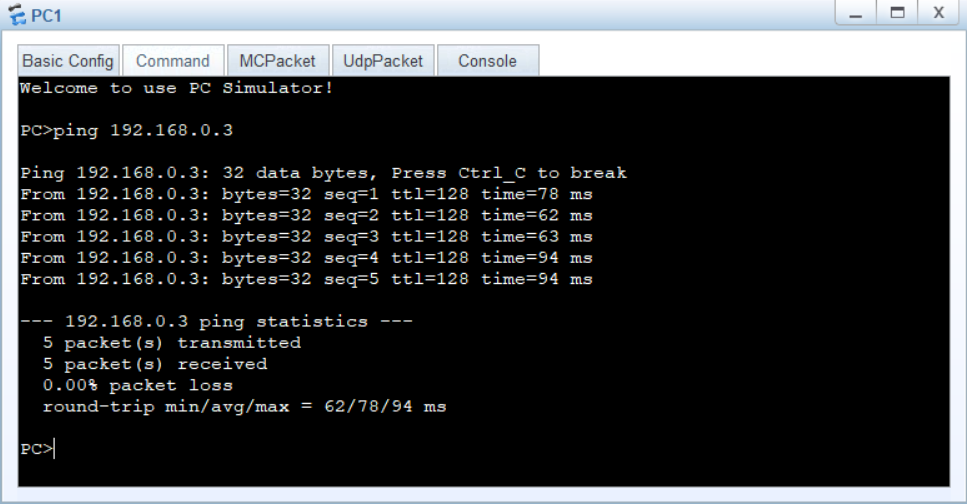 PC1
Basic Config Command MCPacket UdpPacket Console
Welcome to use PC Simulator!
PC>ping 192.168.0.3
Ping 192.168.0.3: 32 data bytes, Press Ctrl_C to break
From 192.168.0.3: bytes=32 seq=1 ttl=128 time=78 ms
From 192.168.0.3: bytes=32 seq=2 ttl=128 time=62 ms
From 192.168.0.3: bytes=32 seq=3 ttl=128 time=63 ms
From 192.168.0.3: bytes=32 seq=4 ttl=128 time=94 ms
From 192.168.0.3: bytes=32 seq=5 ttl=128 time=94 ms
--- 192.168.0.3 ping statistics ---
5 packet(s) transmitted
5 packet(s) received
0.00% packet loss
round-trip min/avg/max = 62/78/94 ms
PC>